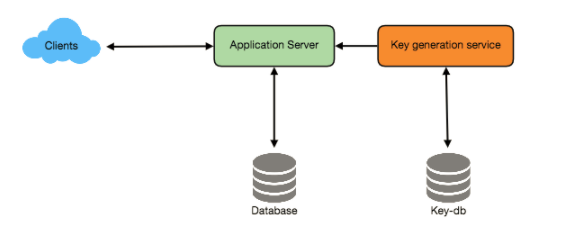 Clients
Application Server
Key generation service
Database
Key-db